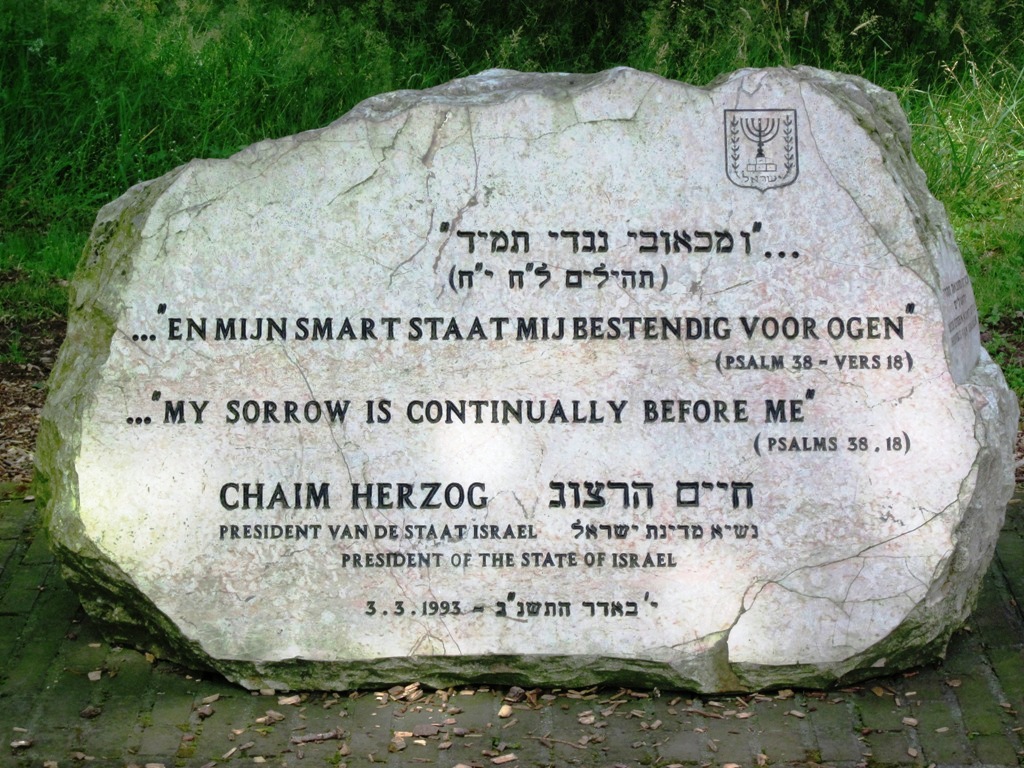 ישראל
..."ומכאובי נגדי תמיד"
(תהילים ל"ח י"ח)
..."EN MIJN SMART STAAT MIJ BESTENDIG VOOR OGEN"
(PSALM 38 – VERS 18)
..."MY SORROW IS CONTINUALLY BEFORE ME"
(PSALMS 38,18)
CHAIM HERZOG חיים הרצוג
PRESIDENT VAN DE STAAT ISRAEL נשיא מדינת ישראל
PRESIDENT OF THE STATE OF ISRAEL
3.3.1993 – י' באדר התשנ"ג